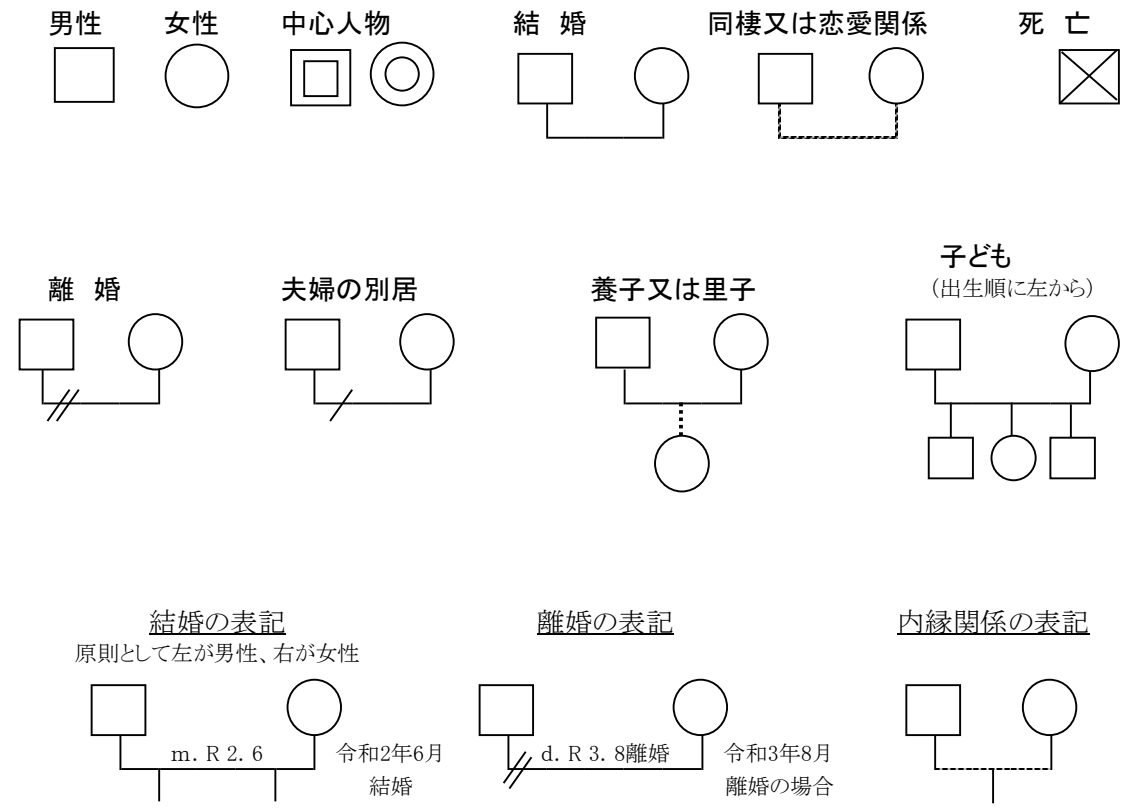 男性 女性 中心人物 結 婚 同棲又は恋愛関係 死 亡
離 婚 夫婦の別居 養子又は里子 子ども
(出生順に左から)
結婚の表記 離婚の表記 内縁関係の表記
原則として左が男性、右が女性
m. R 2. 6 令和2年6月 d. R 3. 8離婚 令和3年8月
結婚 離婚の場合